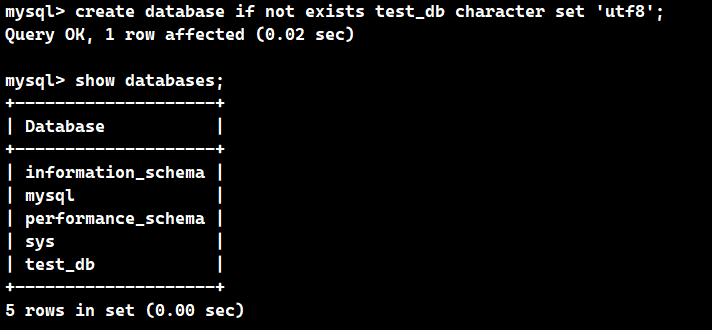 mysql> create database if not exists test_db character set 'utf8';
Query OK, 1 row affected (0.02 sec)
mysql> show databases;
+--------------------+
| Database           |
+--------------------+
| information_schema |
| mysql              |
| performance_schema |
| sys                |
| test_db            |
+--------------------+
5 rows in set (0.00 sec)